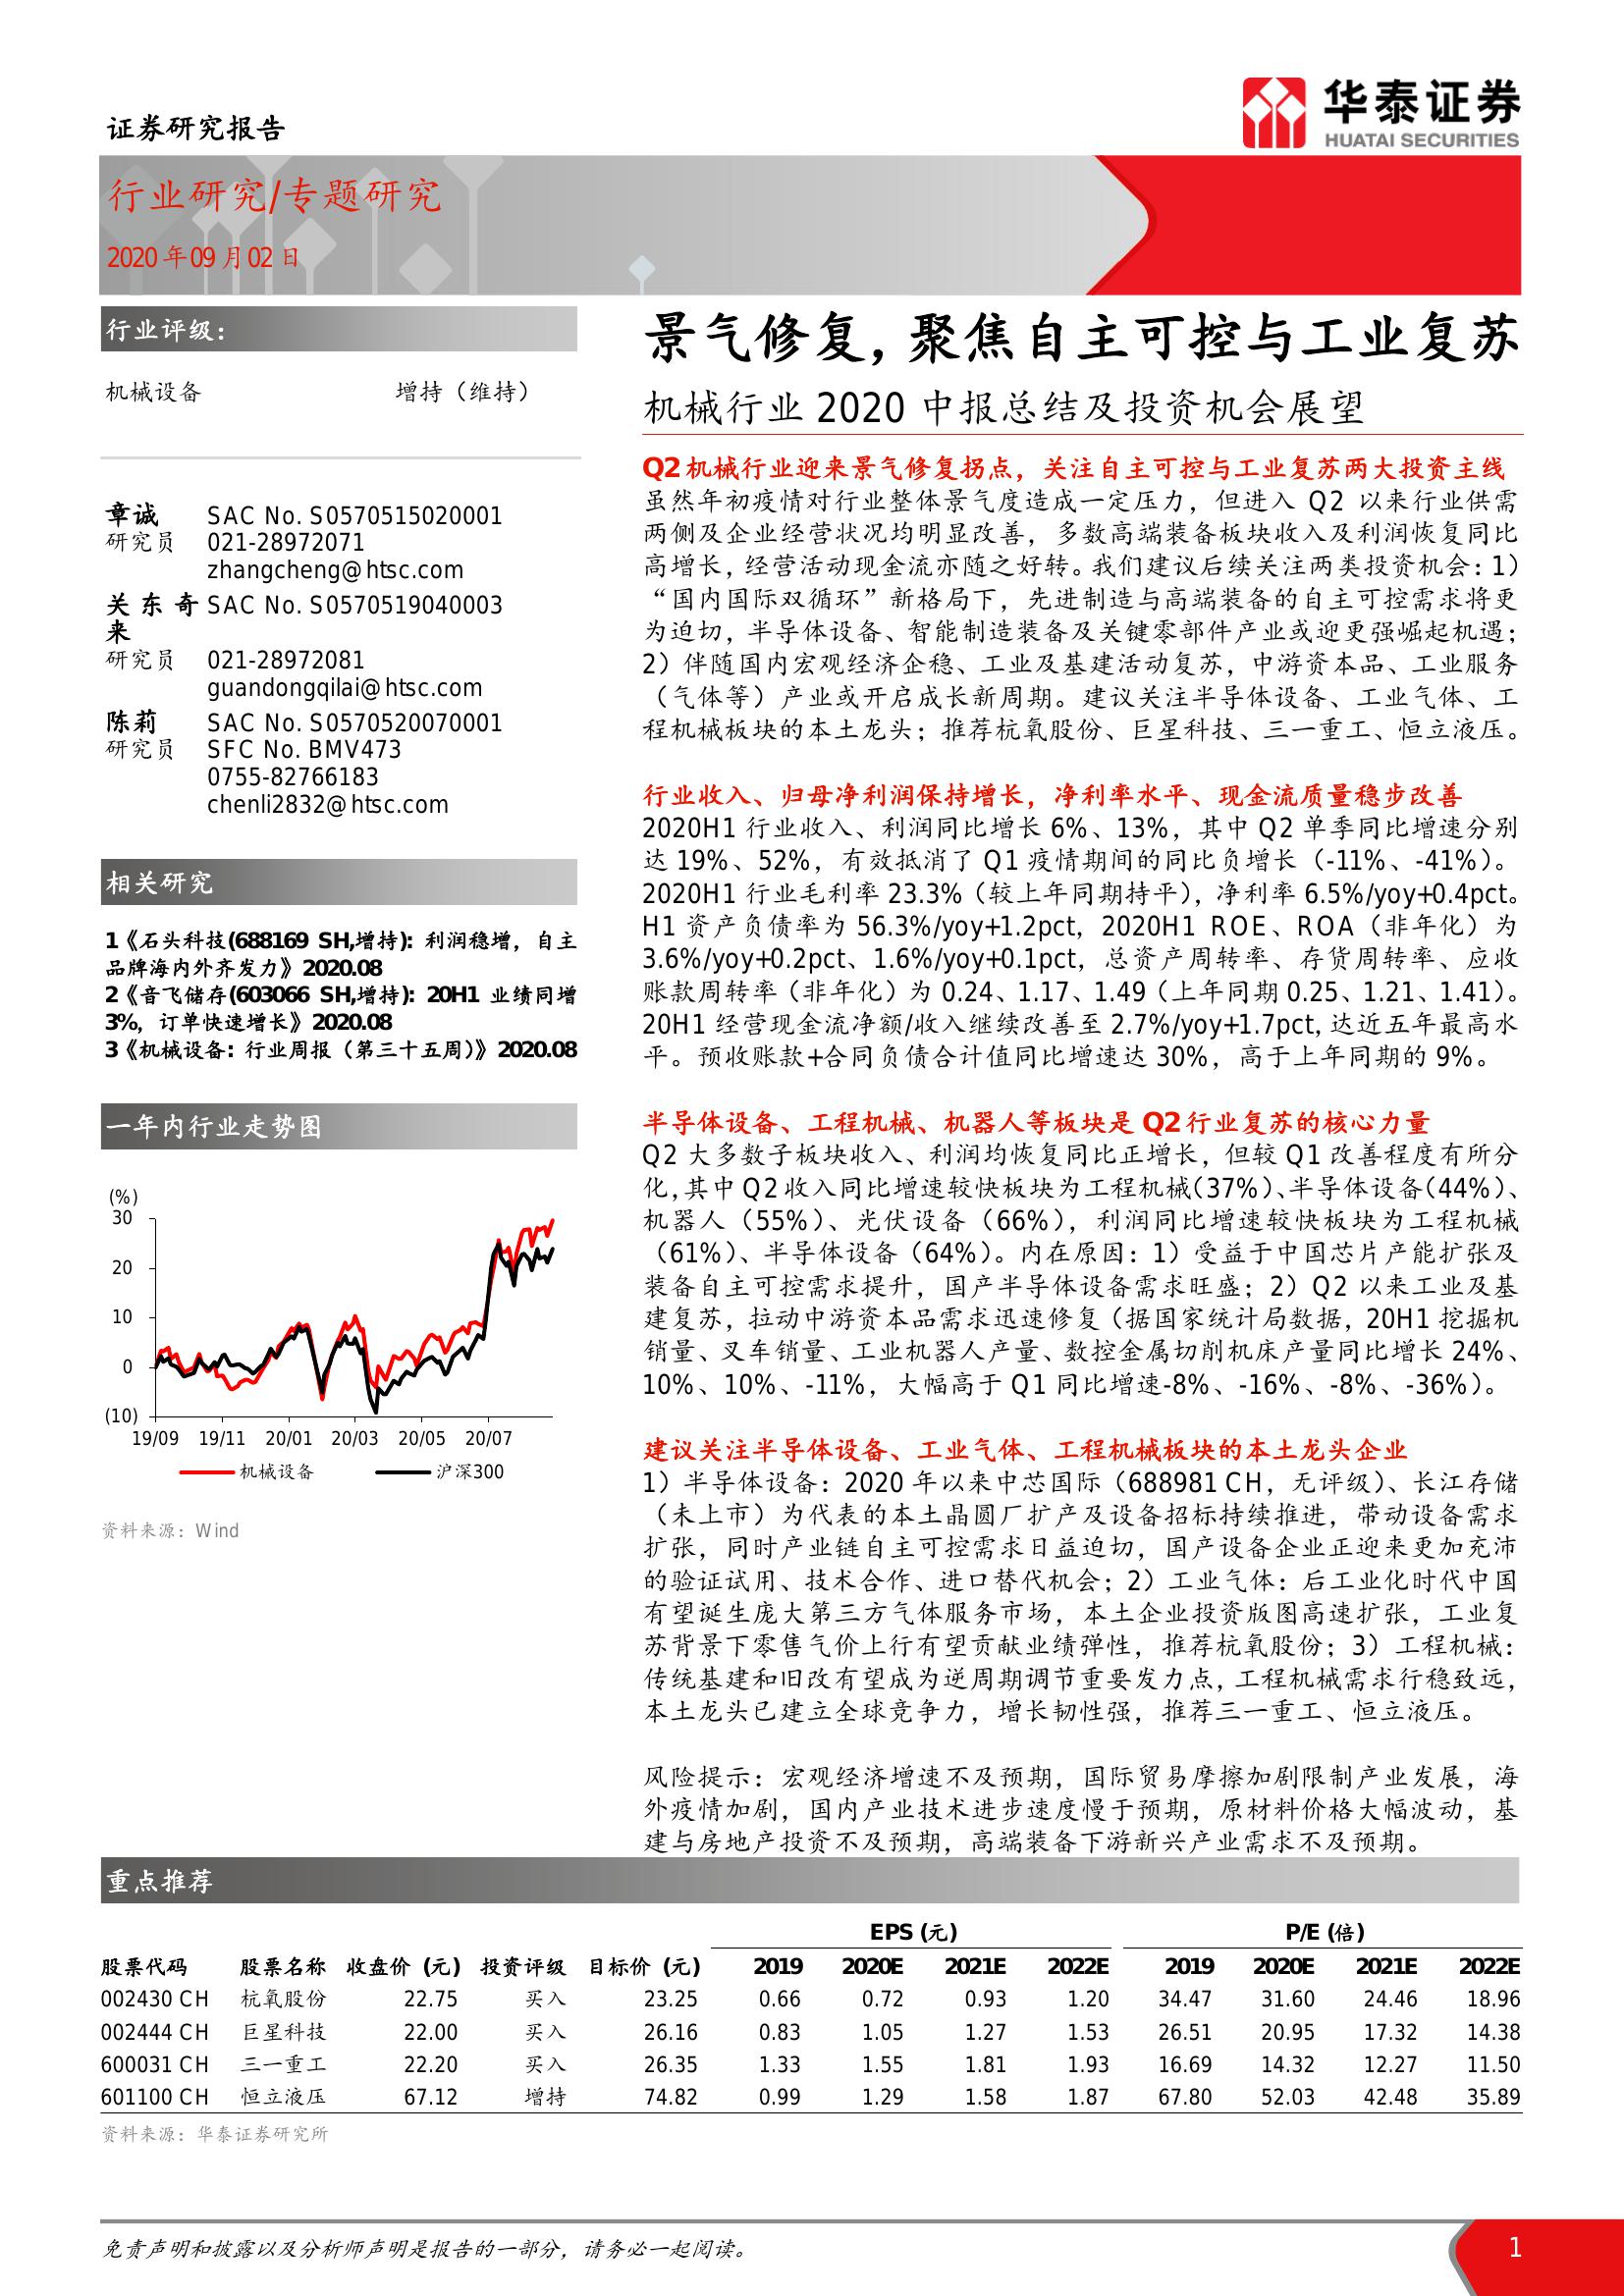 证券研究报告
华泰证券
HUATAI SECURITIES
行业研究/专题研究
2020年09月02日
行业评级：
机械设备 增持（维持）
章诚 SAC No. S0570515020001
研究员 021-28972071
zhangcheng@htsc.com
关东奇 SAC No. S0570519040003
来
研究员 021-28972081
guandongqilai@htsc.com
陈莉 SAC No. S0570520070001
研究员 SFC No. BMV473
0755-82766183
chenli2832@htsc.com
相关研究
1《石头科技(688169 SH,增持): 利润稳增，自主
品牌海内外齐发力》2020.08
2《音飞储存(603066 SH,增持): 20H1 业绩同增
3%，订单快速增长》2020.08
3《机械设备: 行业周报（第三十五周）》2020.08
一年内行业走势图
(%)
30
20
10
0
(10)
19/09 19/11 20/01 20/03 20/05 20/07
机械设备 沪深300
资料来源：Wind
景气修复，聚焦自主可控与工业复苏
机械行业 2020 中报总结及投资机会展望
Q2机械行业迎来景气修复拐点，关注自主可控与工业复苏两大投资主线
虽然年初疫情对行业整体景气度造成一定压力，但进入 Q2 以来行业供需
两侧及企业经营状况均明显改善，多数高端装备板块收入及利润恢复同比
高增长，经营活动现金流亦随之好转。我们建议后续关注两类投资机会：1）
“国内国际双循环”新格局下，先进制造与高端装备的自主可控需求将更
为迫切，半导体设备、智能制造装备及关键零部件产业或迎更强崛起机遇；
2）伴随国内宏观经济企稳、工业及基建活动复苏，中游资本品、工业服务
（气体等）产业或开启成长新周期。建议关注半导体设备、工业气体、工
程机械板块的本土龙头；推荐杭氧股份、巨星科技、三一重工、恒立液压。
行业收入、归母净利润保持增长，净利率水平、现金流质量稳步改善
2020H1 行业收入、利润同比增长 6%、13%，其中 Q2 单季同比增速分别
达 19%、52%，有效抵消了 Q1 疫情期间的同比负增长（-11%、-41%）。
2020H1 行业毛利率 23.3%（较上年同期持平），净利率 6.5%/yoy+0.4pct。
H1 资产负债率为 56.3%/yoy+1.2pct，2020H1 ROE、ROA（非年化）为
3.6%/yoy+0.2pct、1.6%/yoy+0.1pct，总资产周转率、存货周转率、应收
账款周转率（非年化）为 0.24、1.17、1.49（上年同期 0.25、1.21、1.41）。
20H1 经营现金流净额/收入继续改善至 2.7%/yoy+1.7pct, 达近五年最高水
平。预收账款+合同负债合计值同比增速达 30%，高于上年同期的 9%。
半导体设备、工程机械、机器人等板块是 Q2行业复苏的核心力量
Q2 大多数子板块收入、利润均恢复同比正增长，但较 Q1 改善程度有所分
化,其中 Q2收入同比增速较快板块为工程机械(37%)、半导体设备(44%)、
机器人（55%）、光伏设备（66%），利润同比增速较快板块为工程机械
（61%）、半导体设备（64%）。内在原因：1）受益于中国芯片产能扩张及
装备自主可控需求提升，国产半导体设备需求旺盛；2）Q2 以来工业及基
建复苏，拉动中游资本品需求迅速修复（据国家统计局数据，20H1 挖掘机
销量、叉车销量、工业机器人产量、数控金属切削机床产量同比增长 24%、
10%、10%、-11%，大幅高于 Q1 同比增速-8%、-16%、-8%、-36%）。
建议关注半导体设备、工业气体、工程机械板块的本土龙头企业
1）半导体设备：2020 年以来中芯国际（688981 CH，无评级）、长江存储
（未上市）为代表的本土晶圆厂扩产及设备招标持续推进，带动设备需求
扩张，同时产业链自主可控需求日益迫切，国产设备企业正迎来更加充沛
的验证试用、技术合作、进口替代机会；2）工业气体：后工业化时代中国
有望诞生庞大第三方气体服务市场，本土企业投资版图高速扩张，工业复
苏背景下零售气价上行有望贡献业绩弹性，推荐杭氧股份；3）工程机械：
传统基建和旧改有望成为逆周期调节重要发力点，工程机械需求行稳致远，
本土龙头已建立全球竞争力，增长韧性强，推荐三一重工、恒立液压。
风险提示：宏观经济增速不及预期，国际贸易摩擦加剧限制产业发展，海
外疫情加剧，国内产业技术进步速度慢于预期，原材料价格大幅波动，基
建与房地产投资不及预期，高端装备下游新兴产业需求不及预期。
重点推荐
EPS (元) P/E (倍)
股票代码 股票名称 收盘价 (元) 投资评级 目标价 (元) 2019 2020E 2021E 2022E 2019 2020E 2021E 2022E
002430 CH 杭氧股份 22.75 买入 23.25 0.66 0.72 0.93 1.20 34.47 31.60 24.46 18.96
002444 CH 巨星科技 22.00 买入 26.16 0.83 1.05 1.27 1.53 26.51 20.95 17.32 14.38
600031 CH 三一重工 22.20 买入 26.35 1.33 1.55 1.81 1.93 16.69 14.32 12.27 11.50
601100 CH 恒立液压 67.12 增持 74.82 0.99 1.29 1.58 1.87 67.80 52.03 42.48 35.89
资料来源：华泰证券研究所
免责声明和披露以及分析师声明是报告的一部分，请务必一起阅读。
1